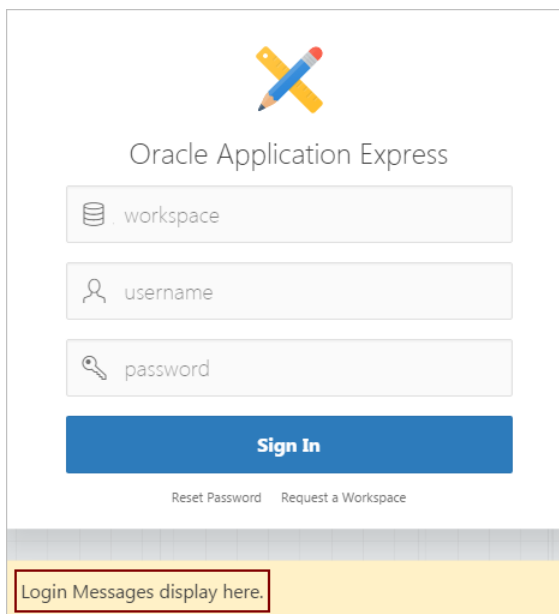 Oracle Application Express
workspace
username
password
Sign In
Reset Password Request a Workspace
Login Messages display here.